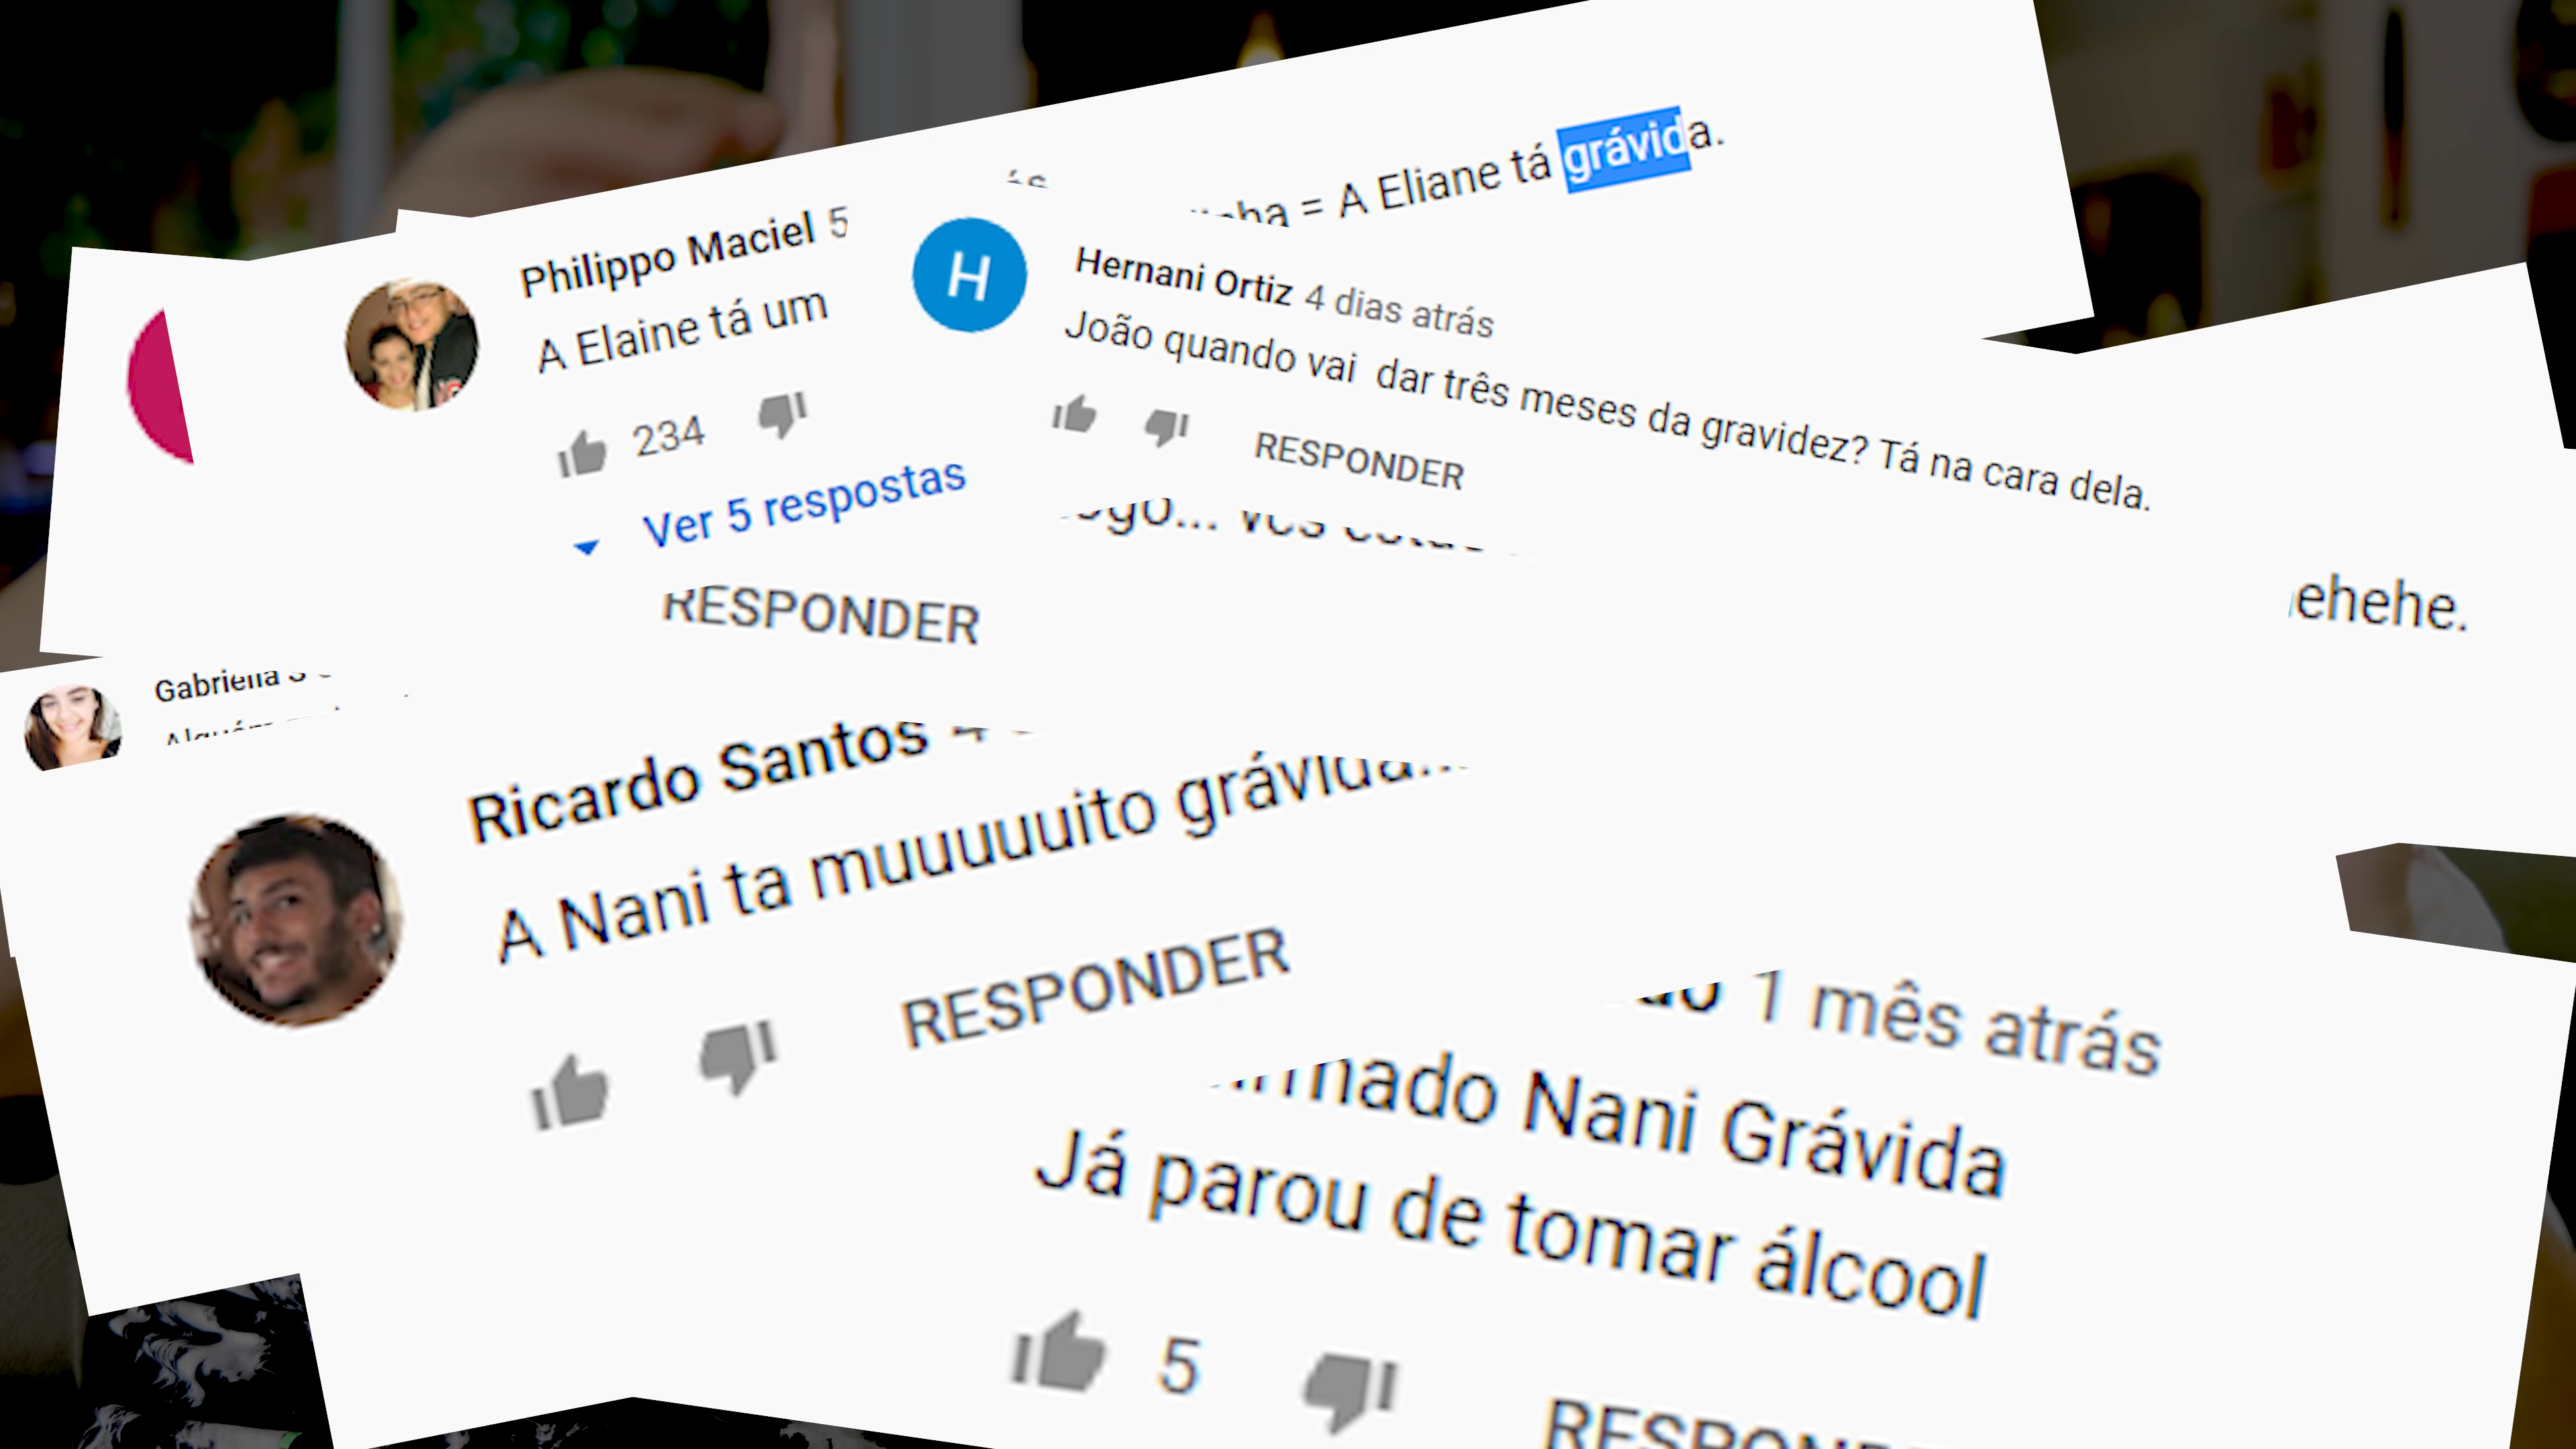 = A Eliane tá grávida.
Philippo Maciel 5
A Elaine tá um
234
Ver 5 respostas
H
Hernani Ortiz 4 dias atrás
João quando vai dar três meses da gravidez? Tá na cara dela.
RESPONDER
ehehe.
RESPONDER
Gabriella
Ricardo Santos
A Nani ta muuuuuito grávida...
RESPONDER
1 mês atrás
Nani Grávida
Já parou de tomar álcool
5